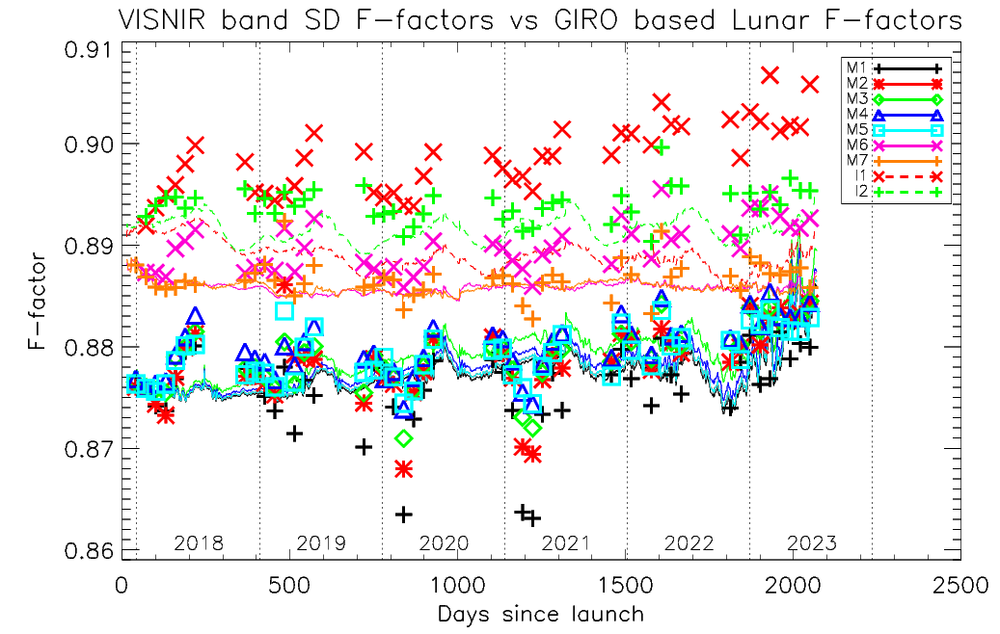 VISNIR band SD F-factors vs GIRO based Lunar F-factors
0.91
0.90
0.89
0.88
0.87
0.86
F-factor
M1
M2
M3
M4
M5
M6
M7
I1
I2
2018 2019 2020 2021 2022 2023
0 500 1000 1500 2000 2500
Days since launch